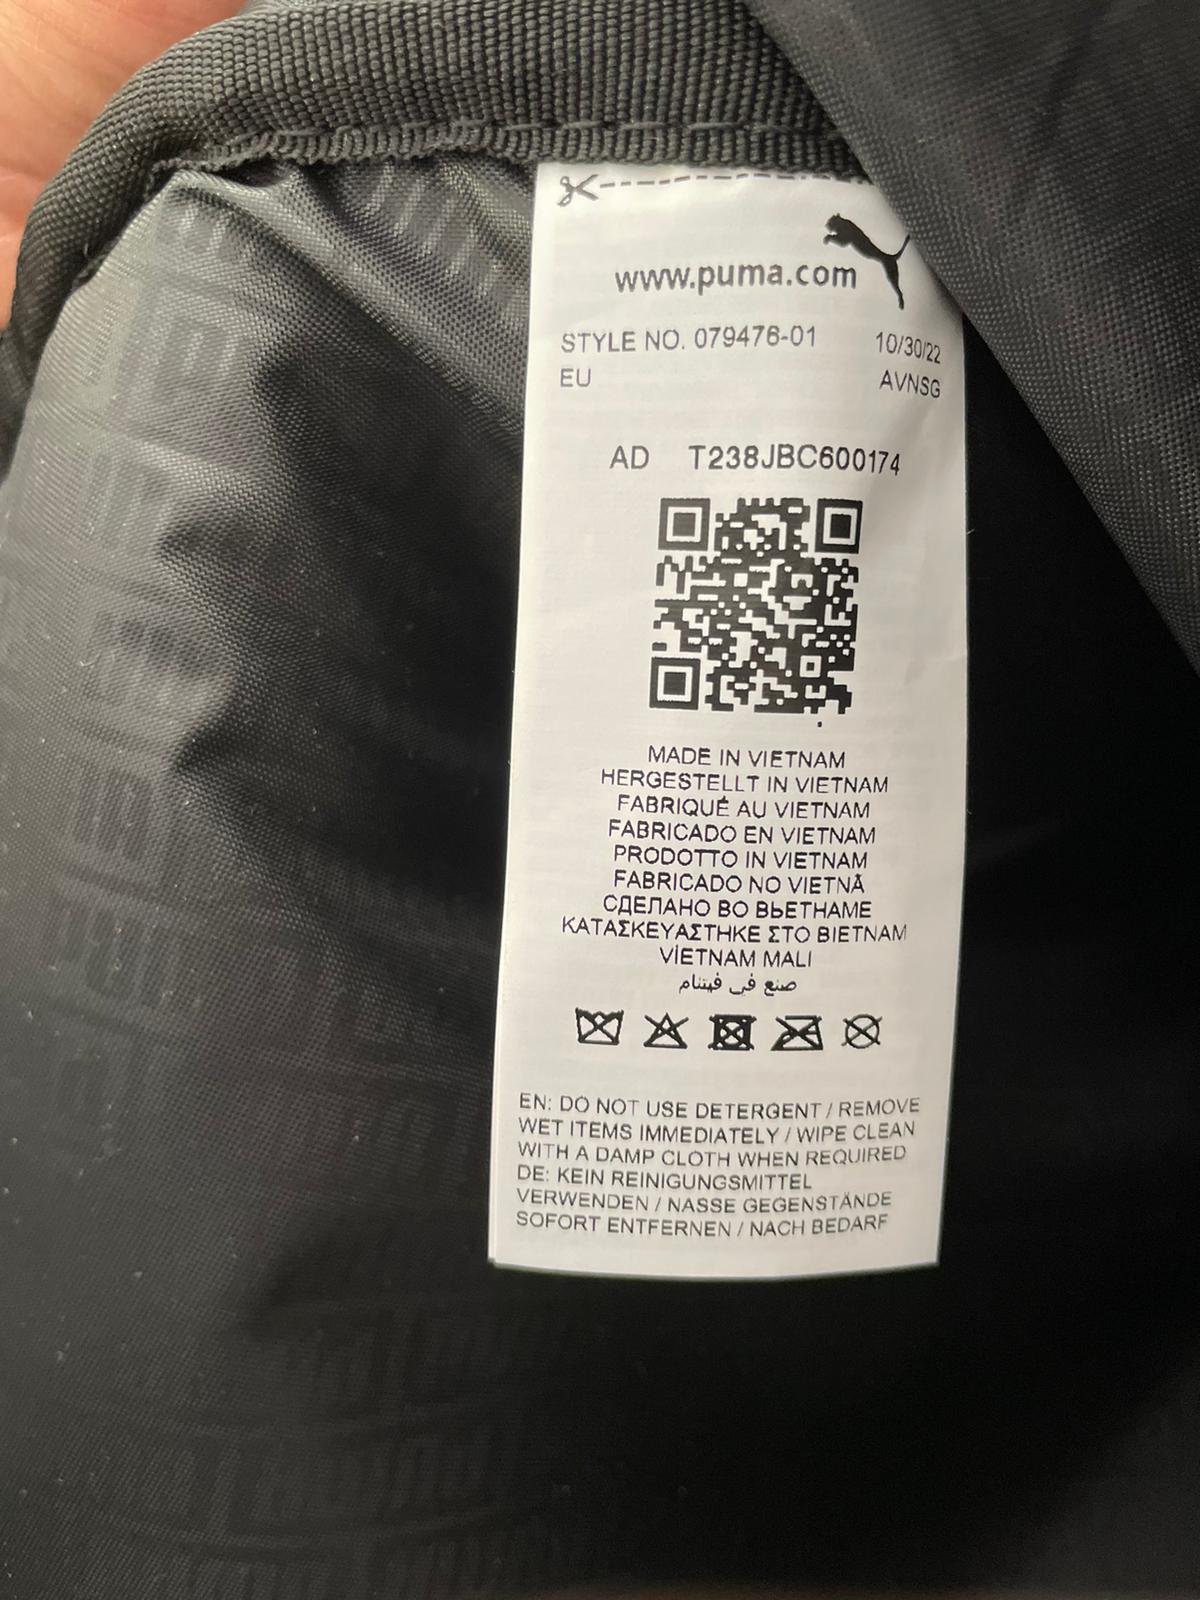 www.puma.com
STYLE NO. 079476-01 10/30/22
EU AVNSG
AD T238JBC600174
MADE IN VIETNAM
HERGESTELLT IN VIETNAM
FABRIQUÉ AU VIETNAM
FABRICADO EN VIETNAM
PRODOTTO IN VIETNAM
FABRICADO NO VIETNÃ
СДЕЛАНО ВО ВЬЕТНАМЕ
ΚΑΤΑΣΚΕΥΑΣΤΗΚΕ ΣΤΟ ΒΙΕΤΝΑΜ
VİETNAM MALI
صنع في فيتنام
EN: DO NOT USE DETERGENT / REMOVE
WET ITEMS IMMEDIATELY / WIPE CLEAN
WITH A DAMP CLOTH WHEN REQUIRED
DE: KEIN REINIGUNGSMITTEL
VERWENDEN / NASSE GEGENSTÄNDE
SOFORT ENTFERNEN / NACH BEDARF